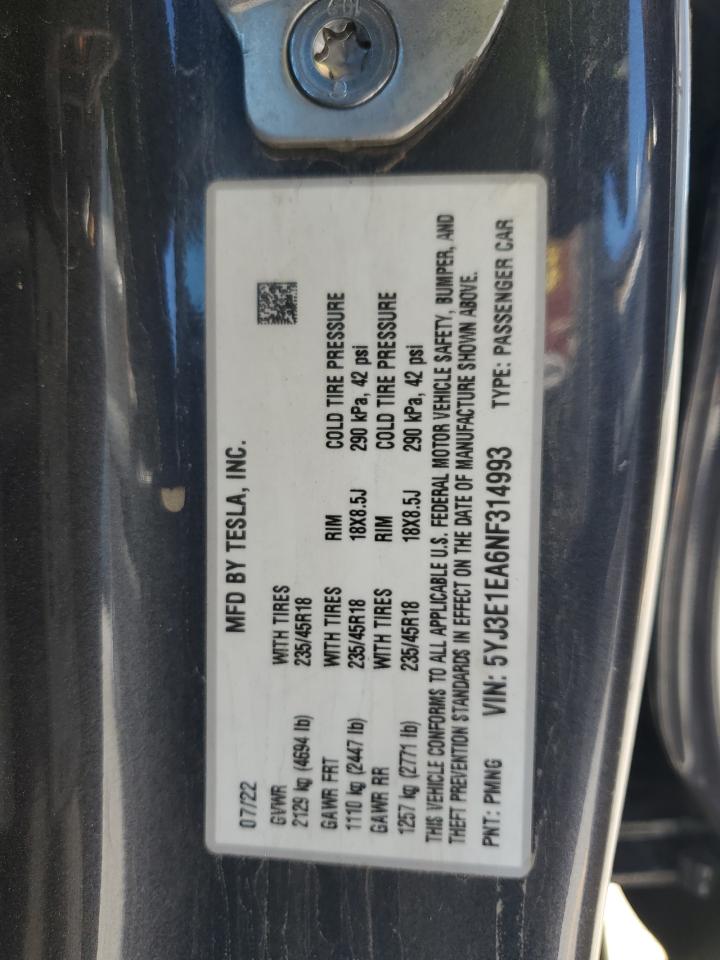 MFD BY TESLA, INC.
07/22
GVWR WITH TIRES
2129 kg (4694 lb) 235/45R18
GAWR FRT WITH TIRES RIM COLD TIRE PRESSURE
1110 kg (2447 lb) 235/45R18 18X8.5J 290 kPa, 42 psi
GAWR RR WITH TIRES RIM COLD TIRE PRESSURE
1257 kg (2771 lb) 235/45R18 18X8.5J 290 kPa, 42 psi
THIS VEHICLE CONFORMS TO ALL APPLICABLE U.S. FEDERAL MOTOR VEHICLE SAFETY, BUMPER, AND
THEFT PREVENTION STANDARDS IN EFFECT ON THE DATE OF MANUFACTURE SHOWN ABOVE.
PNT: PMNG VIN: 5YJ3E1EA6NF314993 TYPE: PASSENGER CAR